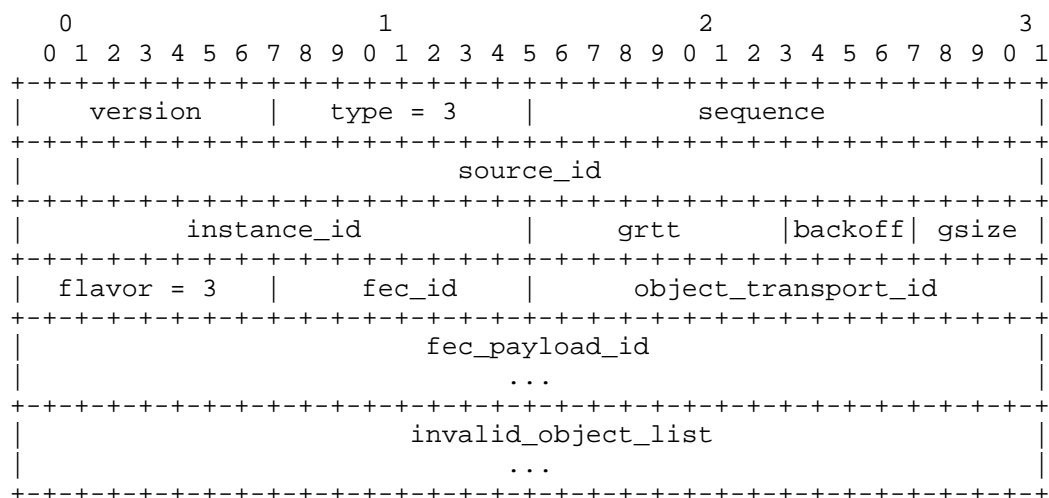 0                   1                   2                   3
 0 1 2 3 4 5 6 7 8 9 0 1 2 3 4 5 6 7 8 9 0 1 2 3 4 5 6 7 8 9 0 1
+-+-+-+-+-+-+-+-+-+-+-+-+-+-+-+-+-+-+-+-+-+-+-+-+-+-+-+-+-+-+-+-+
|    version    |   type = 3    |          sequence             |
+-+-+-+-+-+-+-+-+-+-+-+-+-+-+-+-+-+-+-+-+-+-+-+-+-+-+-+-+-+-+-+-+
|                           source_id                           |
+-+-+-+-+-+-+-+-+-+-+-+-+-+-+-+-+-+-+-+-+-+-+-+-+-+-+-+-+-+-+-+-+
|          instance_id          |     grtt      |backoff| gsize |
+-+-+-+-+-+-+-+-+-+-+-+-+-+-+-+-+-+-+-+-+-+-+-+-+-+-+-+-+-+-+-+-+
|  flavor = 3   |     fec_id    |      object_transport_id      |
+-+-+-+-+-+-+-+-+-+-+-+-+-+-+-+-+-+-+-+-+-+-+-+-+-+-+-+-+-+-+-+-+
|                         fec_payload_id                        |
|                              ...                              |
+-+-+-+-+-+-+-+-+-+-+-+-+-+-+-+-+-+-+-+-+-+-+-+-+-+-+-+-+-+-+-+-+
|                        invalid_object_list                    |
|                              ...                              |
+-+-+-+-+-+-+-+-+-+-+-+-+-+-+-+-+-+-+-+-+-+-+-+-+-+-+-+-+-+-+-+-+